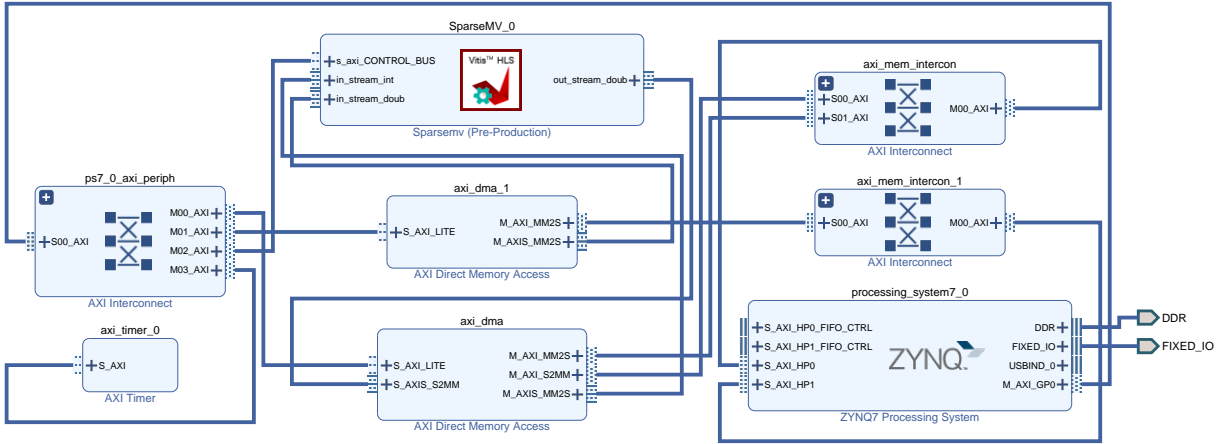 SparseMV_0
s_axi_CONTROL_BUS
in_stream_int
in_stream_doub
Vitis™ HLS
out_stream_doub
Sparsemv (Pre-Production)
axi_mem_intercon
S00_AXI
S01_AXI
M00_AXI
AXI Interconnect
ps7_0_axi_periph
S00_AXI
M00_AXI
M01_AXI
M02_AXI
M03_AXI
AXI Interconnect
axi_dma_1
S_AXI_LITE
M_AXI_MM2S
M_AXIS_MM2S
AXI Direct Memory Access
axi_mem_intercon_1
S00_AXI
M00_AXI
AXI Interconnect
axi_timer_0
S_AXI
AXI Timer
axi_dma
S_AXI_LITE
S_AXIS_S2MM
M_AXI_MM2S
M_AXI_S2MM
M_AXIS_MM2S
AXI Direct Memory Access
processing_system7_0
S_AXI_HP0_FIFO_CTRL
S_AXI_HP1_FIFO_CTRL
S_AXI_HP0
S_AXI_HP1
ZYNQ
DDR
FIXED_IO
USBIND_0
M_AXI_GP0
ZYNQ7 Processing System
DDR
FIXED_IO